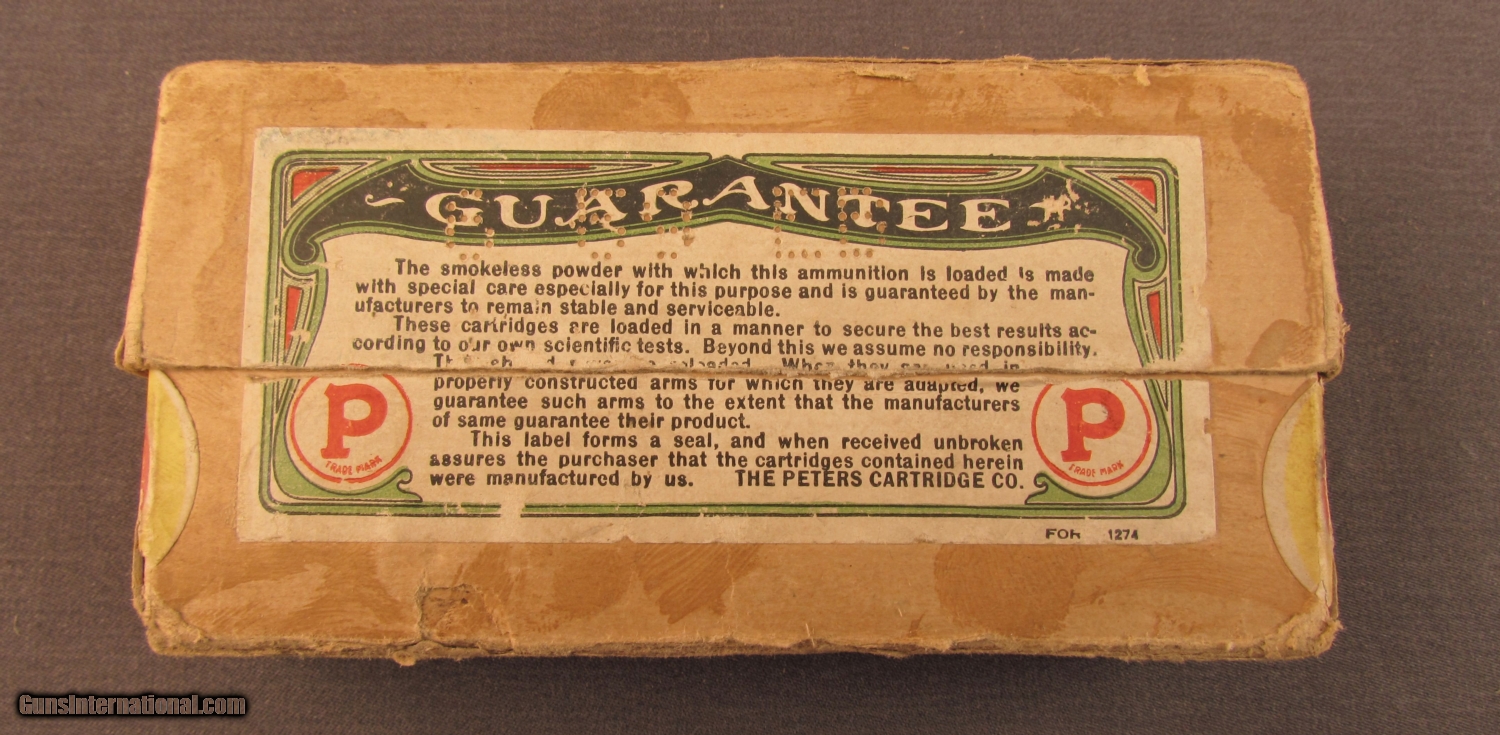 GUARANTEE
The smokeless powder with which this ammunition is loaded is made
with special care especially for this purpose and is guaranteed by the man-
ufacturers to remain stable and serviceable.
These cartridges are loaded in a manner to secure the best results ac-
cording to our own scientific tests. Beyond this we assume no responsibility.
When they are used in
properly constructed arms for which they are adapted, we
guarantee such arms to the extent that the manufacturers
of same guarantee their product.
This label forms a seal, and when received unbroken
assures the purchaser that the cartridges contained herein
were manufactured by us. THE PETERS CARTRIDGE CO.
P
TRADE MARK
P
TRADE MARK
1274
GunsInternational.com